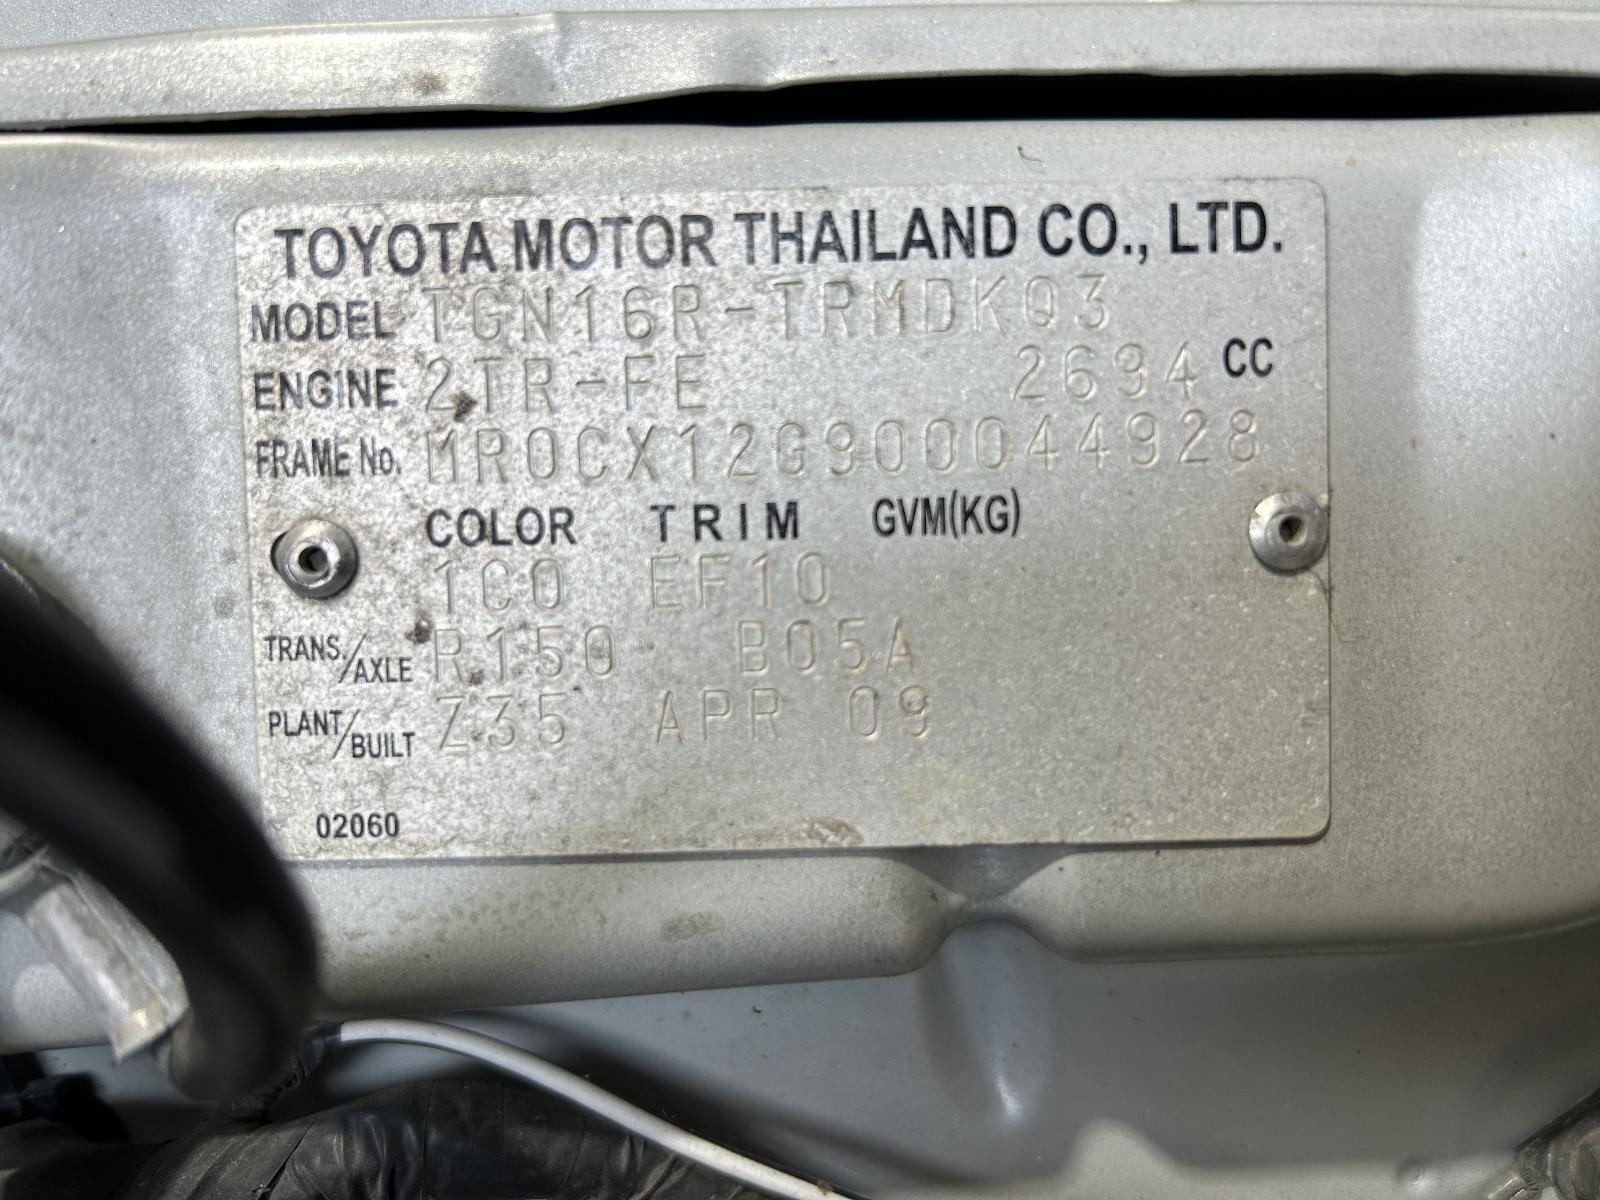 TOYOTA MOTOR THAILAND CO., LTD.
MODEL TGN16R-TRMDKQ3
ENGINE 2TR-FE 2694 CC
FRAME No. MR0CX12G900044928
COLOR TRIM GVM(KG)
1C0 EF10
TRANS./AXLE R150 B05A
PLANT/BUILT Z35 APR 09
02060